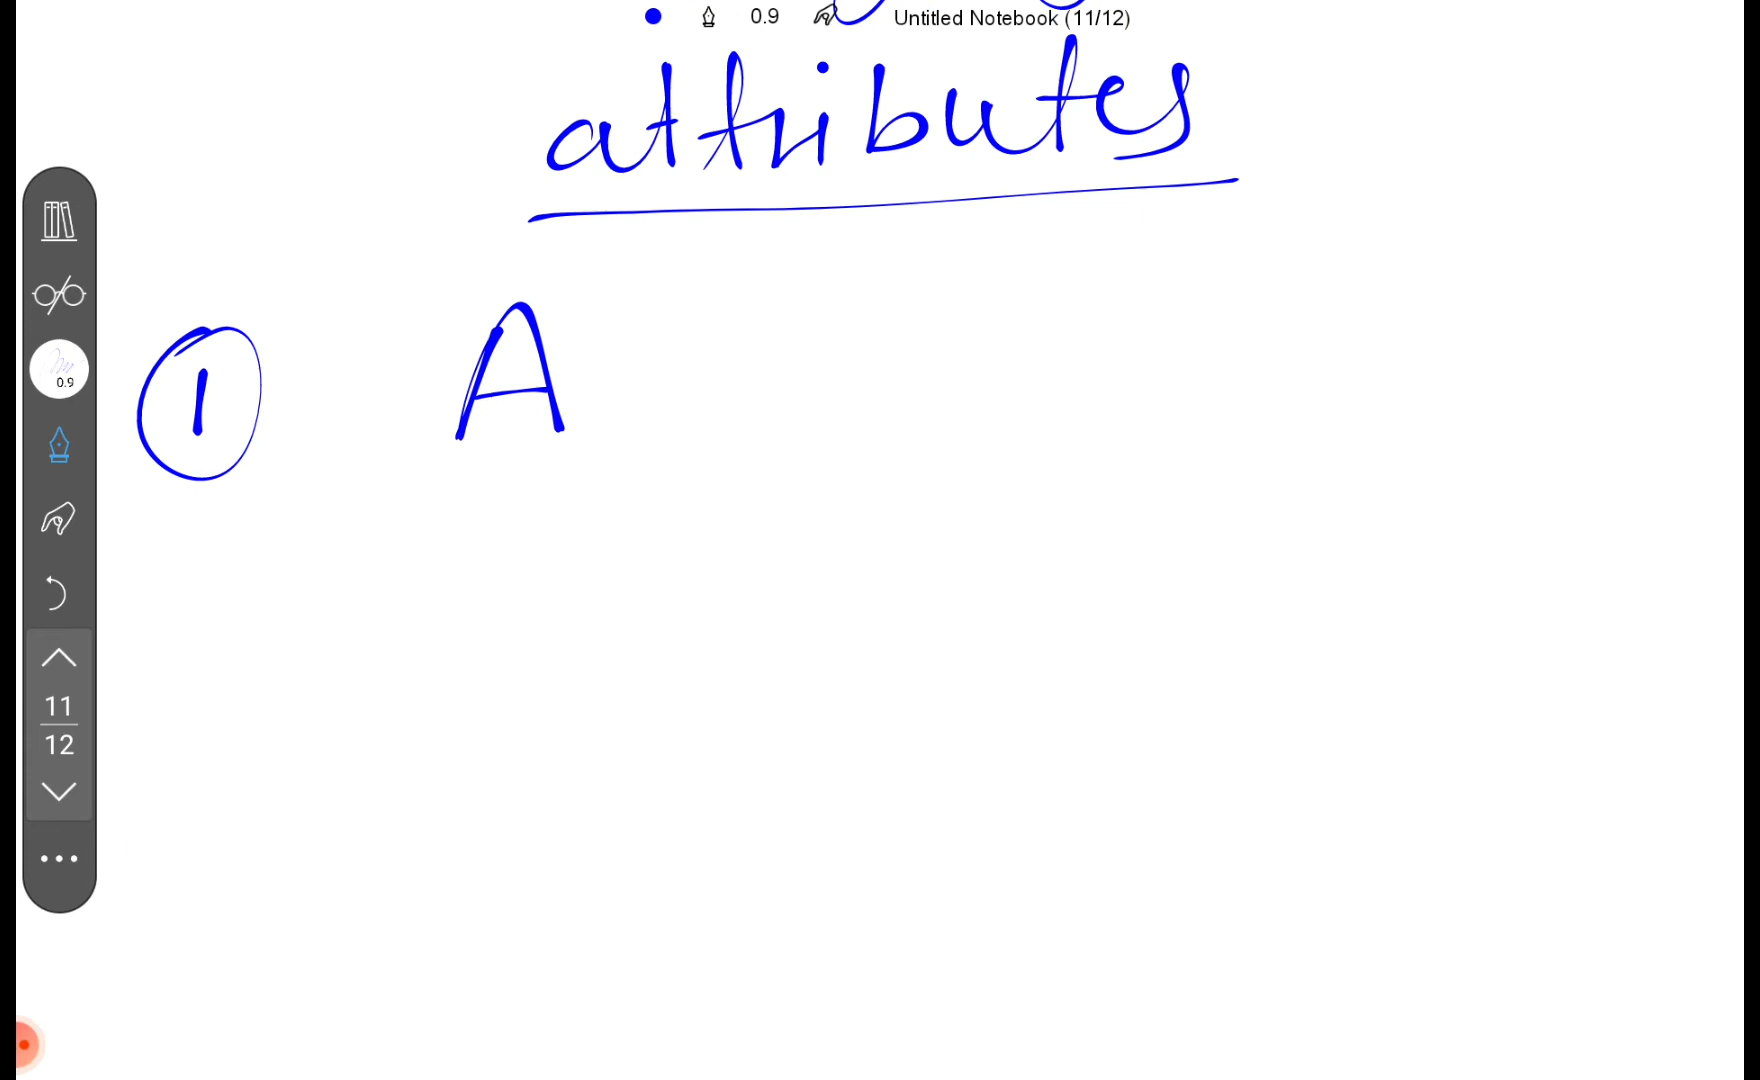 0.9 Untitled Notebook (11/12)
attributes
1 A
0.9
11
12